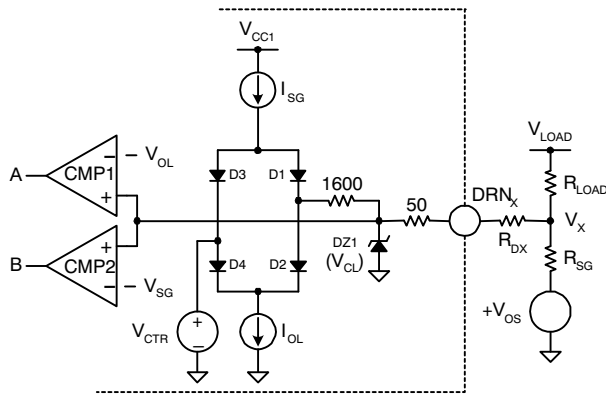 VCC1
ISG
A
CMP1
− VOL
+
D3
D1
1600
VLOAD
RLOAD
DRNX
50
RDX
VX
B
+
CMP2
− VSG
D4
D2
DZ1
(VCL)
RSG
VCTR
+
−
IOL
+VOS